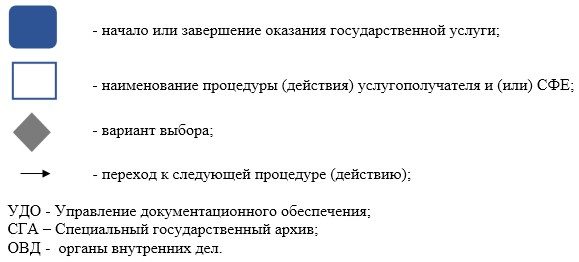 - начало или завершение оказания государственной услуги;
- наименование процедуры (действия) услугополучателя и (или) СФЕ;
- вариант выбора;
- переход к следующей процедуре (действию);
УДО - Управление документационного обеспечения;
СГА – Специальный государственный архив;
ОВД - органы внутренних дел.